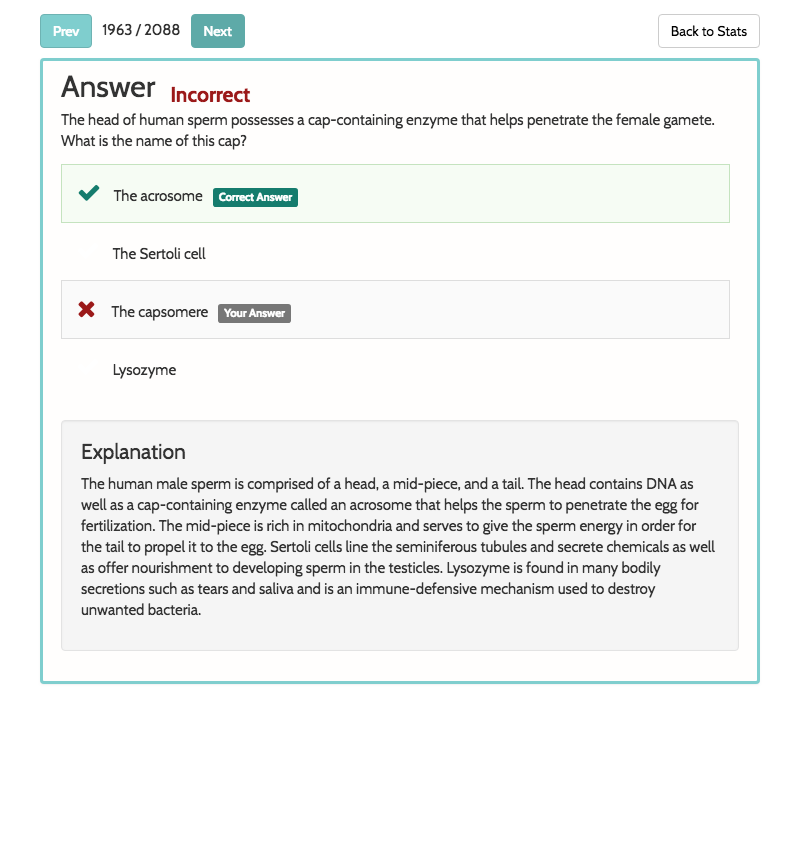 Prev 1963 / 2088 Next Back to Stats
Answer Incorrect
The head of human sperm possesses a cap-containing enzyme that helps penetrate the female gamete.
What is the name of this cap?
The acrosome Correct Answer
The Sertoli cell
The capsomere Your Answer
Lysozyme
Explanation
The human male sperm is comprised of a head, a mid-piece, and a tail. The head contains DNA as
well as a cap-containing enzyme called an acrosome that helps the sperm to penetrate the egg for
fertilization. The mid-piece is rich in mitochondria and serves to give the sperm energy in order for
the tail to propel it to the egg. Sertoli cells line the seminiferous tubules and secrete chemicals as well
as offer nourishment to developing sperm in the testicles. Lysozyme is found in many bodily
secretions such as tears and saliva and is an immune-defensive mechanism used to destroy
unwanted bacteria.